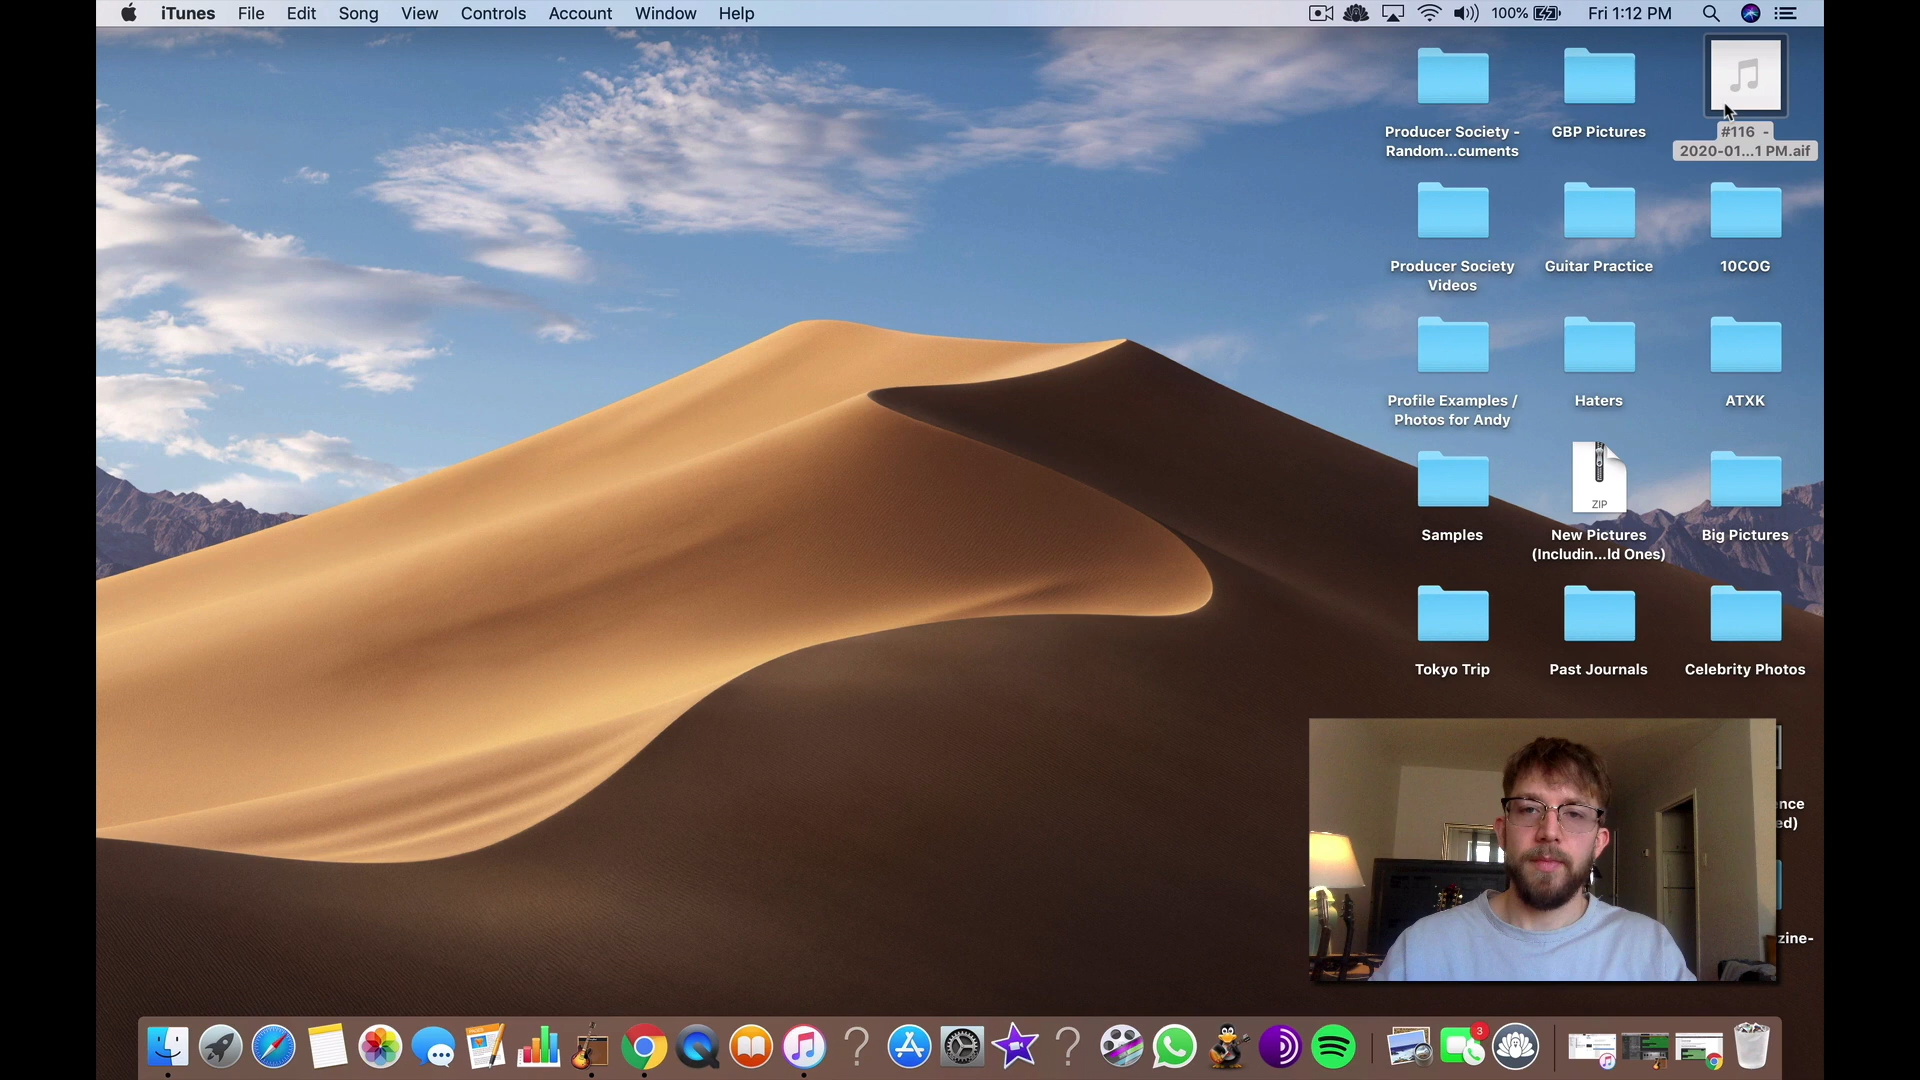 iTunes File Edit Song View Controls Account Window Help 100% Fri 1:12 PM
Producer Society -
Random...cuments
GBP Pictures
#116 -
2020-01...1 PM.aif
Producer Society
Videos
Guitar Practice
10COG
Profile Examples /
Photos for Andy
Haters
ATXK
Samples
ZIP
New Pictures
(Includin...ld Ones)
Big Pictures
Tokyo Trip
Past Journals
Celebrity Photos
ence
ed)
zine-
3